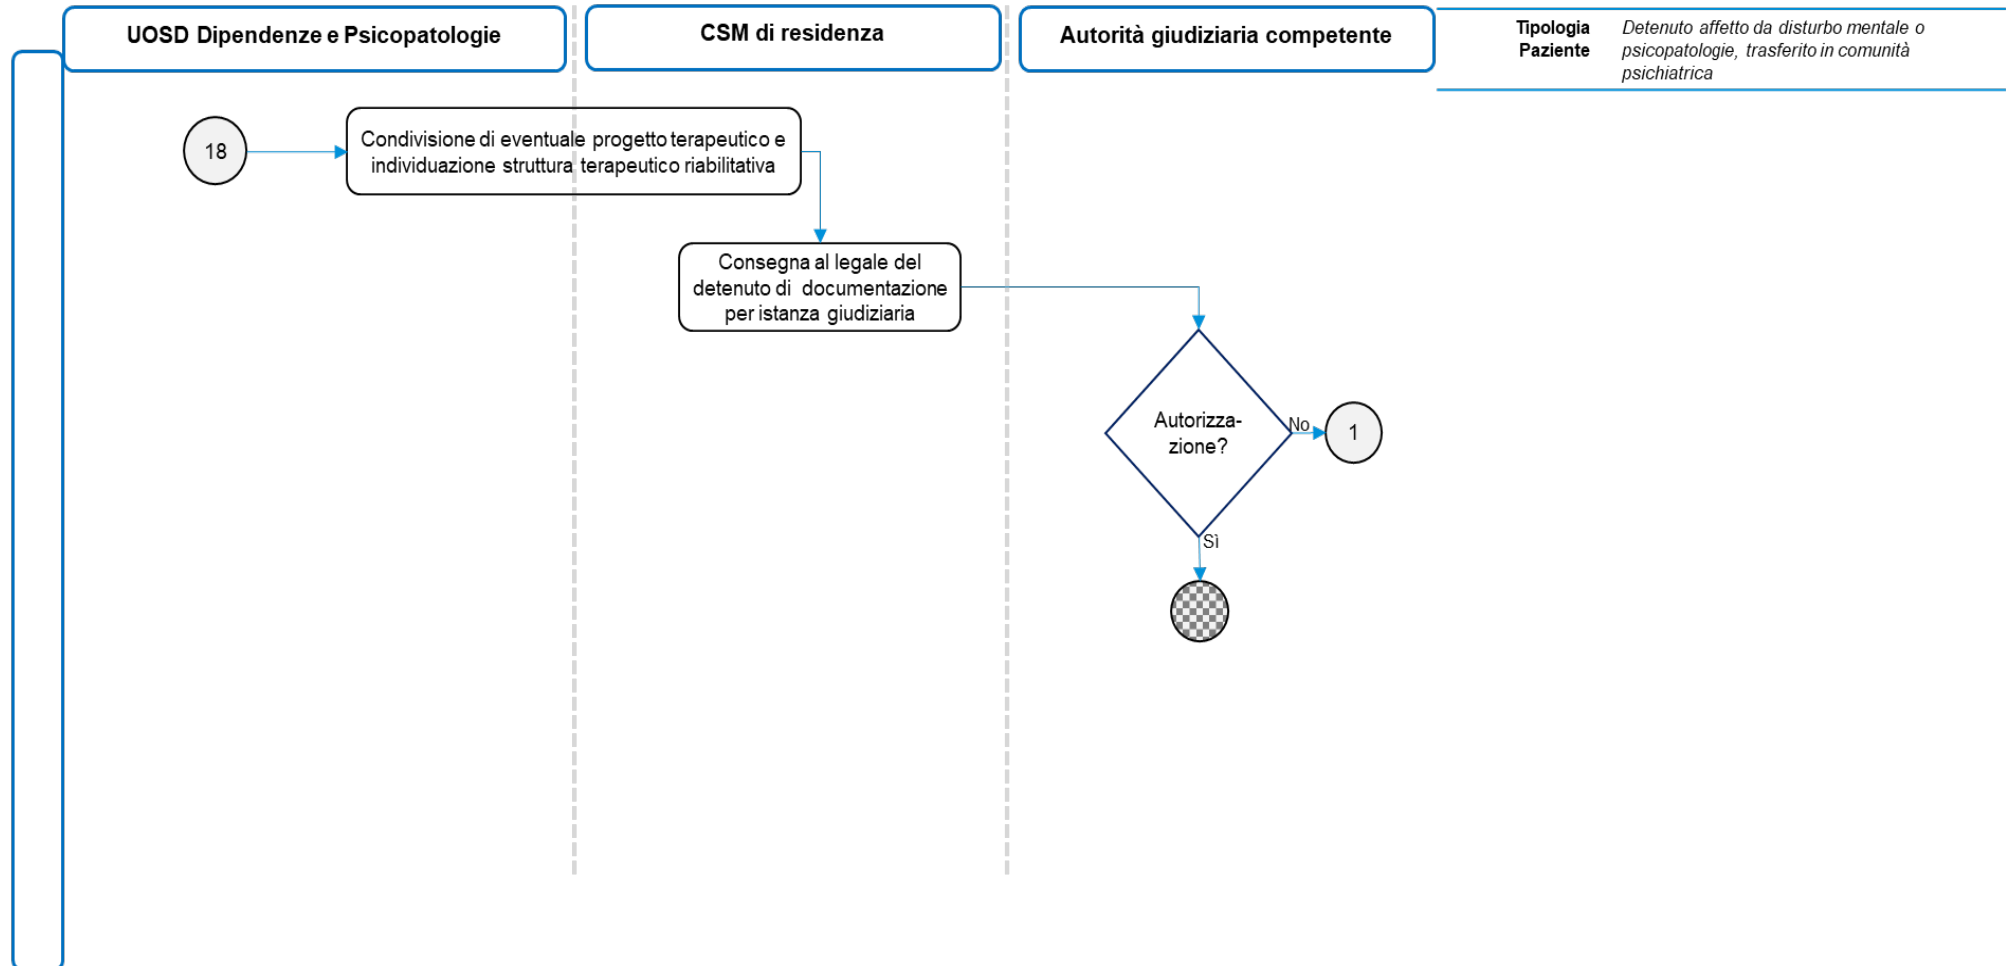 UOSD Dipendenze e Psicopatologie
CSM di residenza
Autorità giudiziaria competente
Tipologia
Paziente
Detenuto affetto da disturbo mentale o
psicopatologie, trasferito in comunità
psichiatrica
18
Condivisione di eventuale progetto terapeutico e
individuazione struttura terapeutico riabilitativa
Consegna al legale del
detenuto di documentazione
per istanza giudiziaria
Autorizza-
zione?
No
1
Sì